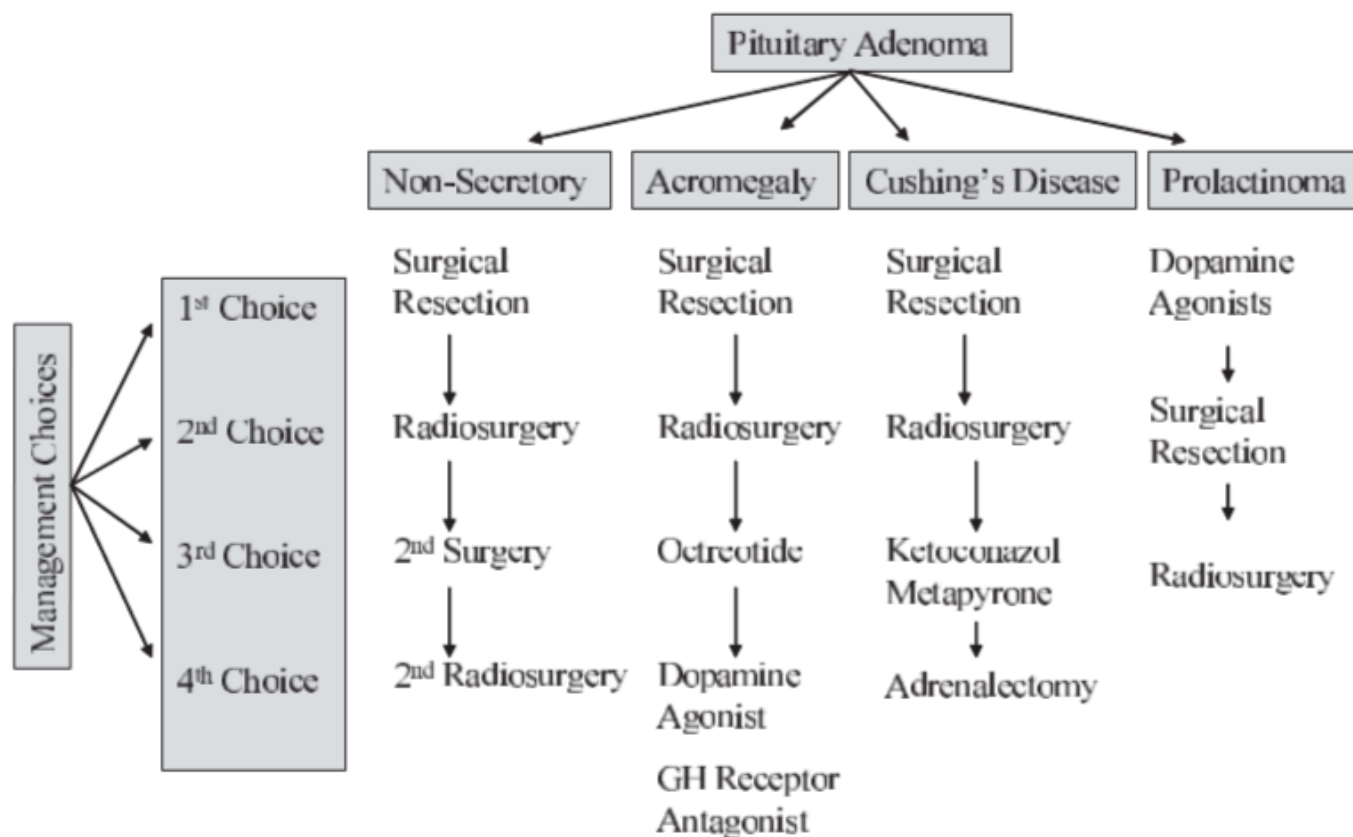 Pituitary Adenoma
Non-Secretory
Acromegaly
Cushing's Disease
Prolactinoma
Management Choices
1st Choice
2nd Choice
3rd Choice
4th Choice
Surgical
Resection
Radiosurgery
2nd Surgery
2nd Radiosurgery
Surgical
Resection
Radiosurgery
Octreotide
Dopamine
Agonist
GH Receptor
Antagonist
Surgical
Resection
Radiosurgery
Ketoconazol
Metapyrone
Adrenalectomy
Dopamine
Agonists
Surgical
Resection
Radiosurgery